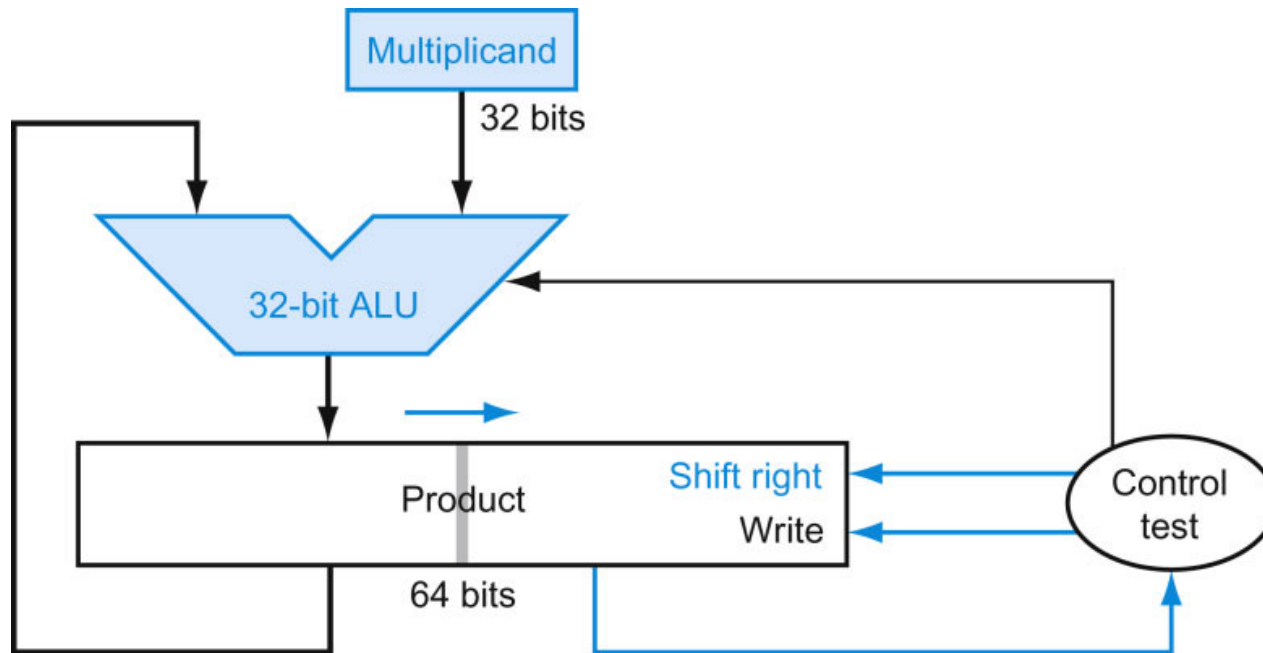 Multiplicand
32 bits
32-bit ALU
Product
Shift right
Write
64 bits
Control
test